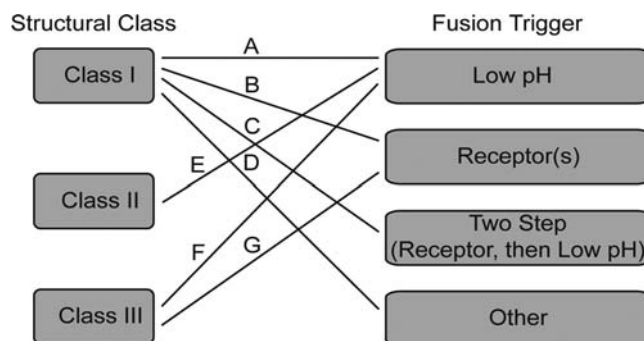 Structural Class
Fusion Trigger
A
Class I
Low pH
B
C
Receptor(s)
E
D
Class II
Two Step
(Receptor, then Low pH)
F
G
Class III
Other